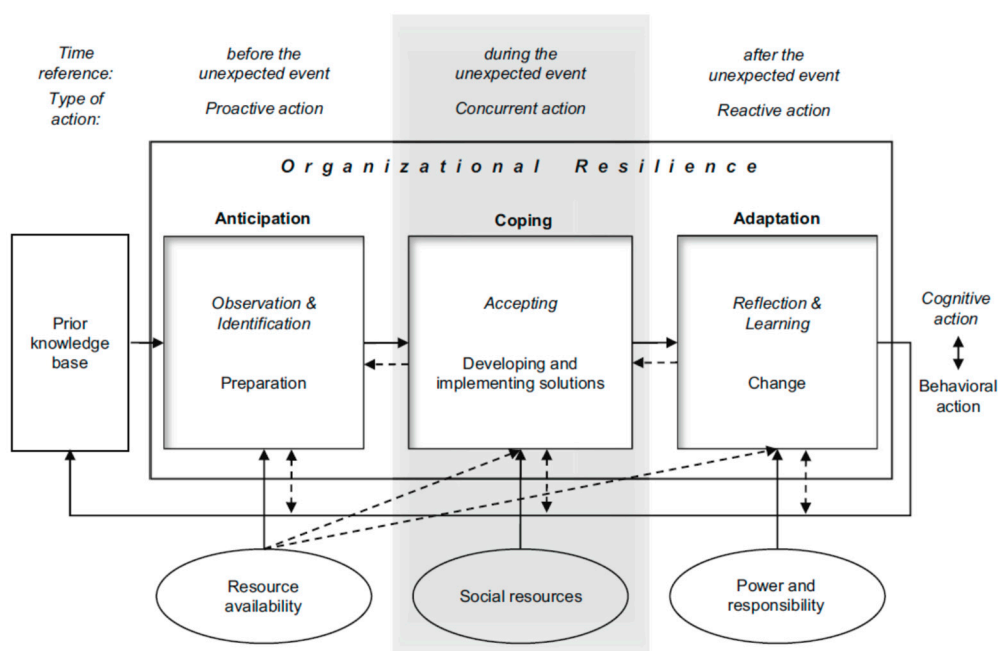 Time
reference:
before the
unexpected event
during the
unexpected event
after the
unexpected event
Type of
action:
Proactive action
Concurrent action
Reactive action
Organizational Resilience
Anticipation
Coping
Adaptation
Prior
knowledge
base
Observation &
Identification
Preparation
Accepting
Developing and
implementing solutions
Reflection &
Learning
Change
Cognitive
action
Behavioral
action
Resource
availability
Social resources
Power and
responsibility